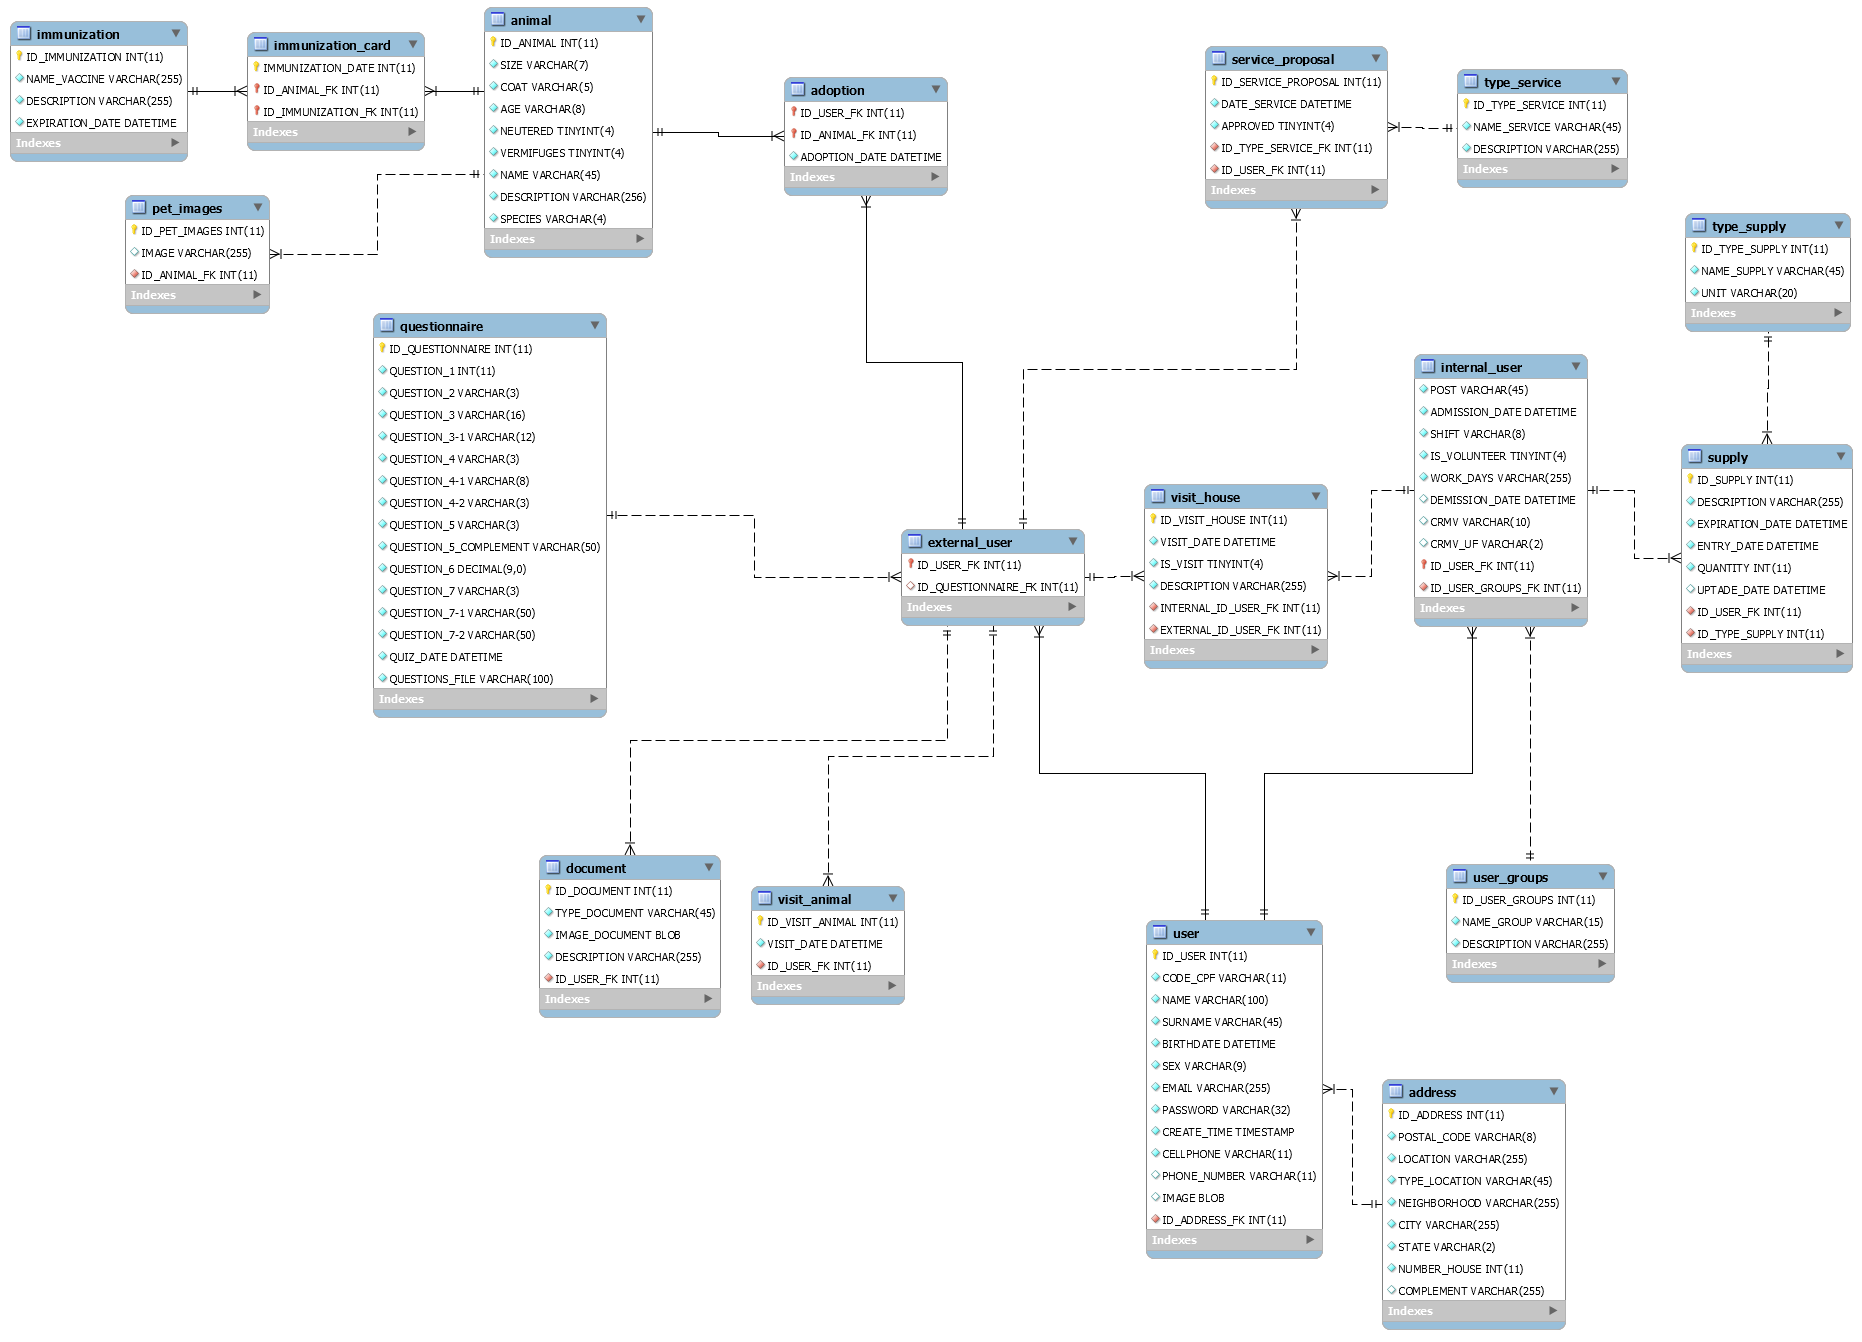 immunization
ID_IMMUNIZATION INT(11)
NAME_VACCINE VARCHAR(255)
DESCRIPTION VARCHAR(255)
EXPIRATION_DATE DATETIME
Indexes
immunization_card
IMMUNIZATION_DATE INT(11)
ID_ANIMAL_FK INT(11)
ID_IMMUNIZATION_FK INT(11)
Indexes
animal
ID_ANIMAL INT(11)
SIZE VARCHAR(7)
COAT VARCHAR(5)
AGE VARCHAR(8)
NEUTERED TINYINT(4)
VERMIFUGES TINYINT(4)
NAME VARCHAR(45)
DESCRIPTION VARCHAR(256)
SPECIES VARCHAR(4)
Indexes
adoption
ID_USER_FK INT(11)
ID_ANIMAL_FK INT(11)
ADOPTION_DATE DATETIME
Indexes
service_proposal
ID_SERVICE_PROPOSAL INT(11)
DATE_SERVICE DATETIME
APPROVED TINYINT(4)
ID_TYPE_SERVICE_FK INT(11)
ID_USER_FK INT(11)
Indexes
type_service
ID_TYPE_SERVICE INT(11)
NAME_SERVICE VARCHAR(45)
DESCRIPTION VARCHAR(255)
Indexes
pet_images
ID_PET_IMAGES INT(11)
IMAGE VARCHAR(255)
ID_ANIMAL_FK INT(11)
Indexes
type_supply
ID_TYPE_SUPPLY INT(11)
NAME_SUPPLY VARCHAR(45)
UNIT VARCHAR(20)
Indexes
questionnaire
ID_QUESTIONNAIRE INT(11)
QUESTION_1 INT(11)
QUESTION_2 VARCHAR(3)
QUESTION_3 VARCHAR(16)
QUESTION_3-1 VARCHAR(12)
QUESTION_4 VARCHAR(3)
QUESTION_4-1 VARCHAR(8)
QUESTION_4-2 VARCHAR(3)
QUESTION_5 VARCHAR(3)
QUESTION_5_COMPLEMENT VARCHAR(50)
QUESTION_6 DECIMAL(9,0)
QUESTION_7 VARCHAR(3)
QUESTION_7-1 VARCHAR(50)
QUESTION_7-2 VARCHAR(50)
QUIZ_DATE DATETIME
QUESTIONS_FILE VARCHAR(100)
Indexes
external_user
ID_USER_FK INT(11)
ID_QUESTIONNAIRE_FK INT(11)
Indexes
visit_house
ID_VISIT_HOUSE INT(11)
VISIT_DATE DATETIME
IS_VISIT TINYINT(4)
DESCRIPTION VARCHAR(255)
INTERNAL_ID_USER_FK INT(11)
EXTERNAL_ID_USER_FK INT(11)
Indexes
internal_user
POST VARCHAR(45)
ADMISSION_DATE DATETIME
SHIFT VARCHAR(8)
IS_VOLUNTEER TINYINT(4)
WORK_DAYS VARCHAR(255)
DEMISSION_DATE DATETIME
CRMV VARCHAR(10)
CRMV_UF VARCHAR(2)
ID_USER_FK INT(11)
ID_USER_GROUPS_FK INT(11)
Indexes
supply
ID_SUPPLY INT(11)
DESCRIPTION VARCHAR(255)
EXPIRATION_DATE DATETIME
ENTRY_DATE DATETIME
QUANTITY INT(11)
UPTADE_DATE DATETIME
ID_USER_FK INT(11)
ID_TYPE_SUPPLY INT(11)
Indexes
document
ID_DOCUMENT INT(11)
TYPE_DOCUMENT VARCHAR(45)
IMAGE_DOCUMENT BLOB
DESCRIPTION VARCHAR(255)
ID_USER_FK INT(11)
Indexes
visit_animal
ID_VISIT_ANIMAL INT(11)
VISIT_DATE DATETIME
ID_USER_FK INT(11)
Indexes
user
ID_USER INT(11)
CODE_CPF VARCHAR(11)
NAME VARCHAR(100)
SURNAME VARCHAR(45)
BIRTHDATE DATETIME
SEX VARCHAR(9)
EMAIL VARCHAR(255)
PASSWORD VARCHAR(32)
CREATE_TIME TIMESTAMP
CELLPHONE VARCHAR(11)
PHONE_NUMBER VARCHAR(11)
IMAGE BLOB
ID_ADDRESS_FK INT(11)
Indexes
user_groups
ID_USER_GROUPS INT(11)
NAME_GROUP VARCHAR(15)
DESCRIPTION VARCHAR(255)
Indexes
address
ID_ADDRESS INT(11)
POSTAL_CODE VARCHAR(8)
LOCATION VARCHAR(255)
TYPE_LOCATION VARCHAR(45)
NEIGHBORHOOD VARCHAR(255)
CITY VARCHAR(255)
STATE VARCHAR(2)
NUMBER_HOUSE INT(11)
COMPLEMENT VARCHAR(255)
Indexes